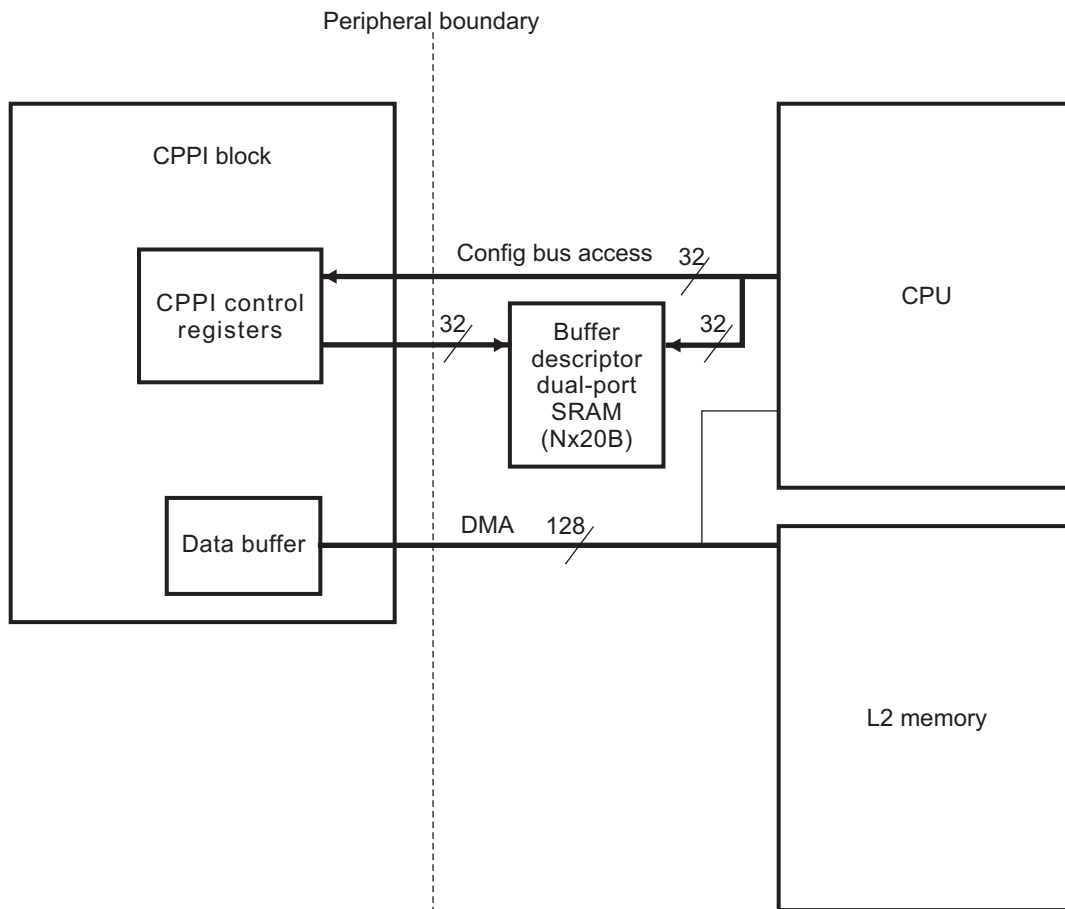 Peripheral boundary
CPPI block
Config bus access
32
CPPI control
registers
32
Buffer
descriptor
dual-port
SRAM
(Nx20B)
32
CPU
Data buffer
DMA
128
L2 memory